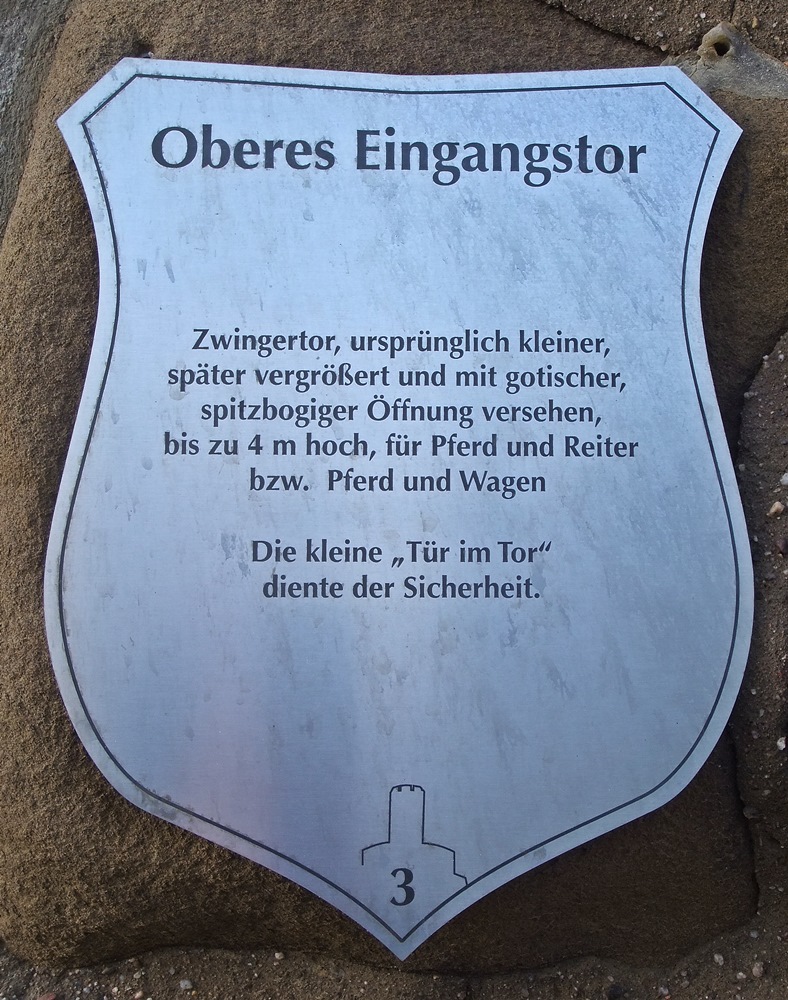 Oberes Eingangstor
Zwingertor, ursprünglich kleiner,
später vergrößert und mit gotischer,
spitzbogiger Öffnung versehen,
bis zu 4 m hoch, für Pferd und Reiter
bzw. Pferd und Wagen
Die kleine „Tür im Tor“
diente der Sicherheit.
3